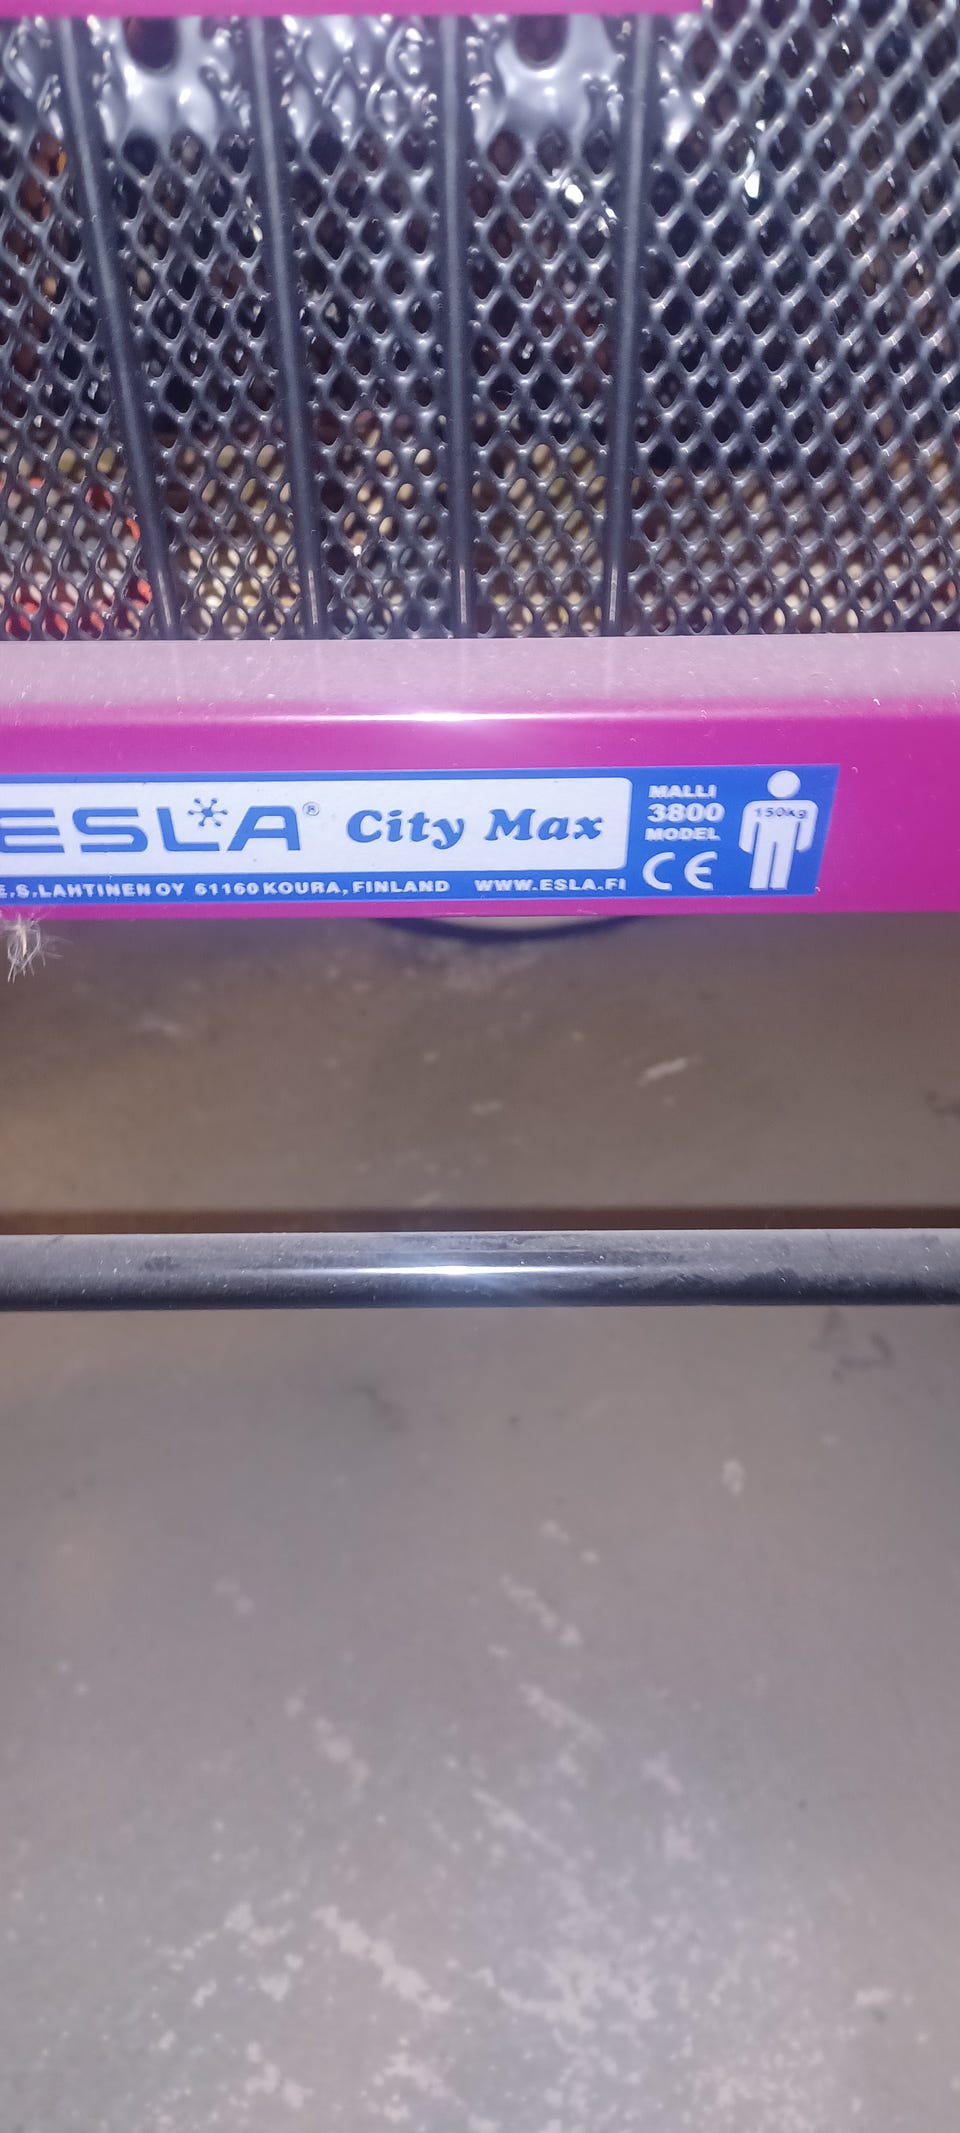 ESLA® City Max
E.S.LAHTINEN OY 61160 KOURA, FINLAND WWW.ESLA.FI
MALLI
3800
MODEL
CE
150kg